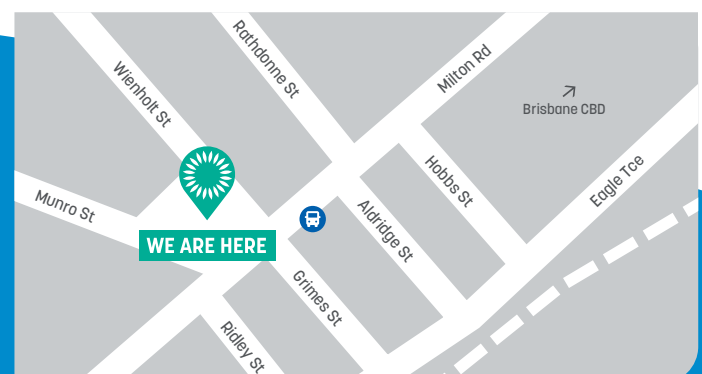 Rathdonne St
Milton Rd
Wienholt St
Brisbane CBD
Hobbs St
Eagle Tce
Munro St
Aldridge St
WE ARE HERE
Grimes St
Ridley St